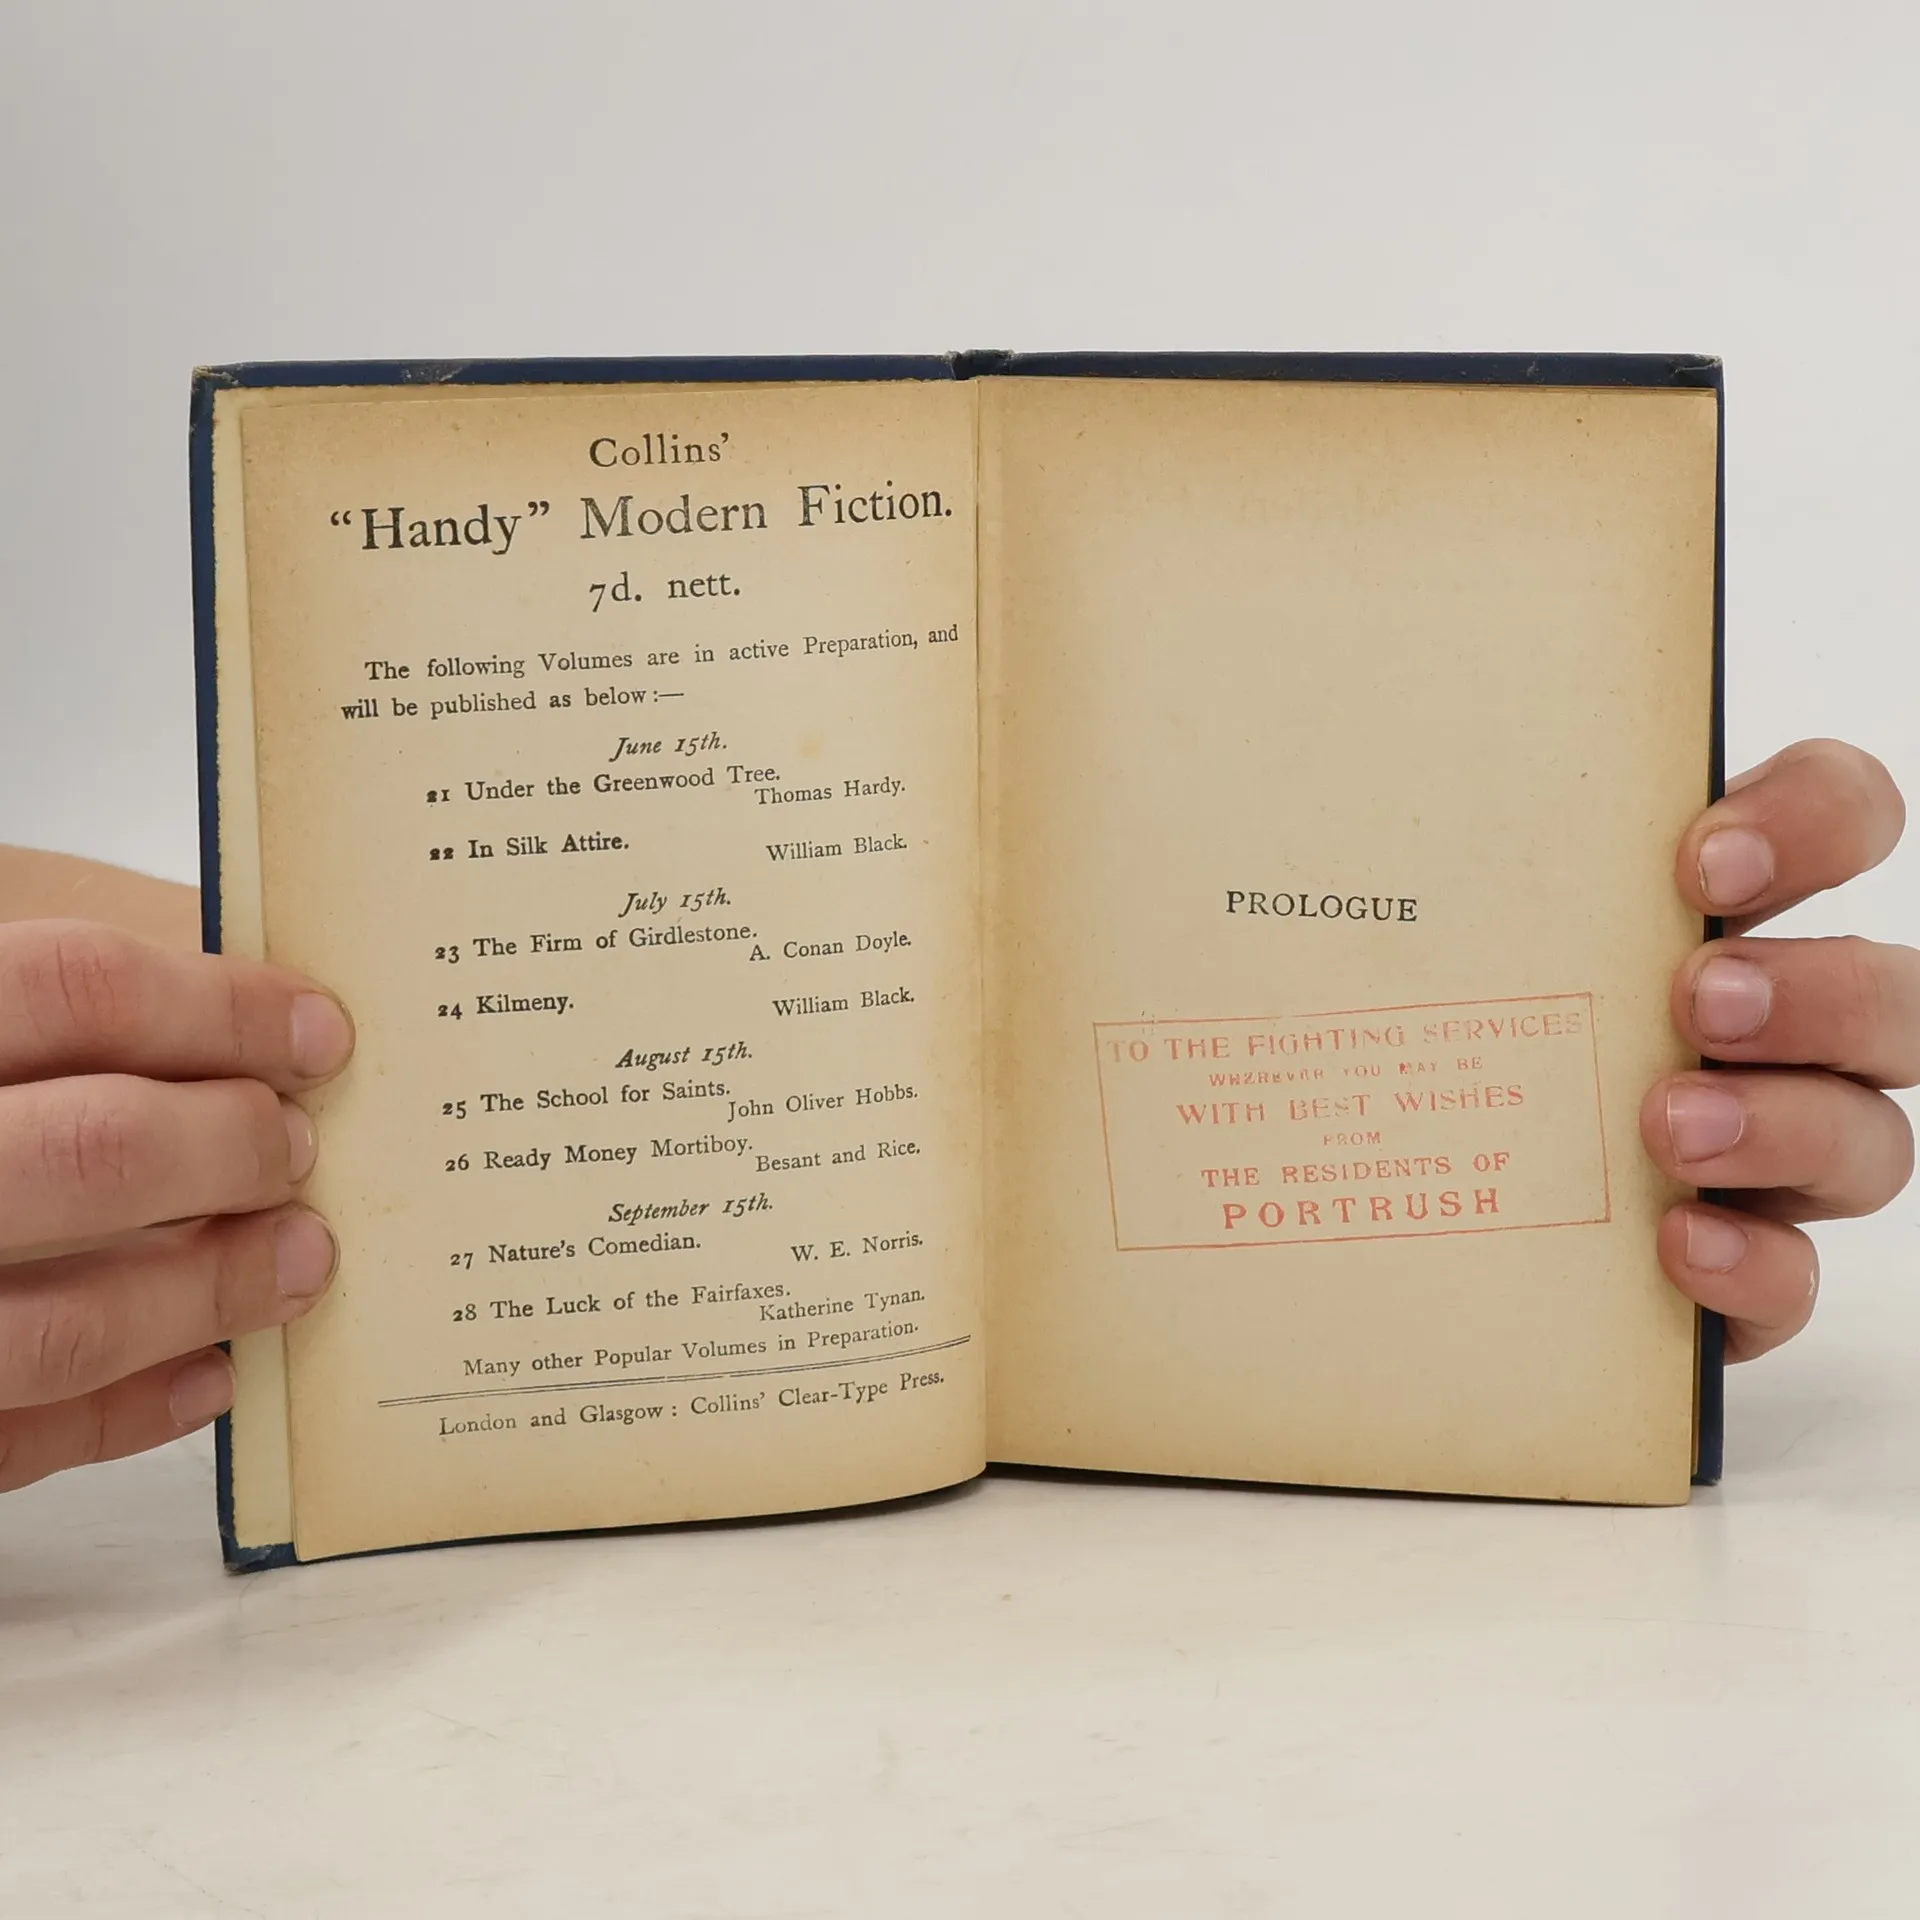 Collins'
“Handy” Modern Fiction.
7d. nett.
The following Volumes are in active Preparation, and
will be published as below :—
June 15th.
21 Under the Greenwood Tree.
Thomas Hardy.
22 In Silk Attire. William Black.
July 15th.
23 The Firm of Girdlestone.
A. Conan Doyle.
24 Kilmeny. William Black.
August 15th.
25 The School for Saints.
John Oliver Hobbs.
26 Ready Money Mortiboy.
Besant and Rice.
September 15th.
27 Nature's Comedian. W. E. Norris.
28 The Luck of the Fairfaxes.
Katherine Tynan.
Many other Popular Volumes in Preparation.
London and Glasgow : Collins' Clear-Type Press.
PROLOGUE
TO THE FIGHTING SERVICES
WHEREVER YOU MAY BE
WITH BEST WISHES
FROM
THE RESIDENTS OF
PORTRUSH